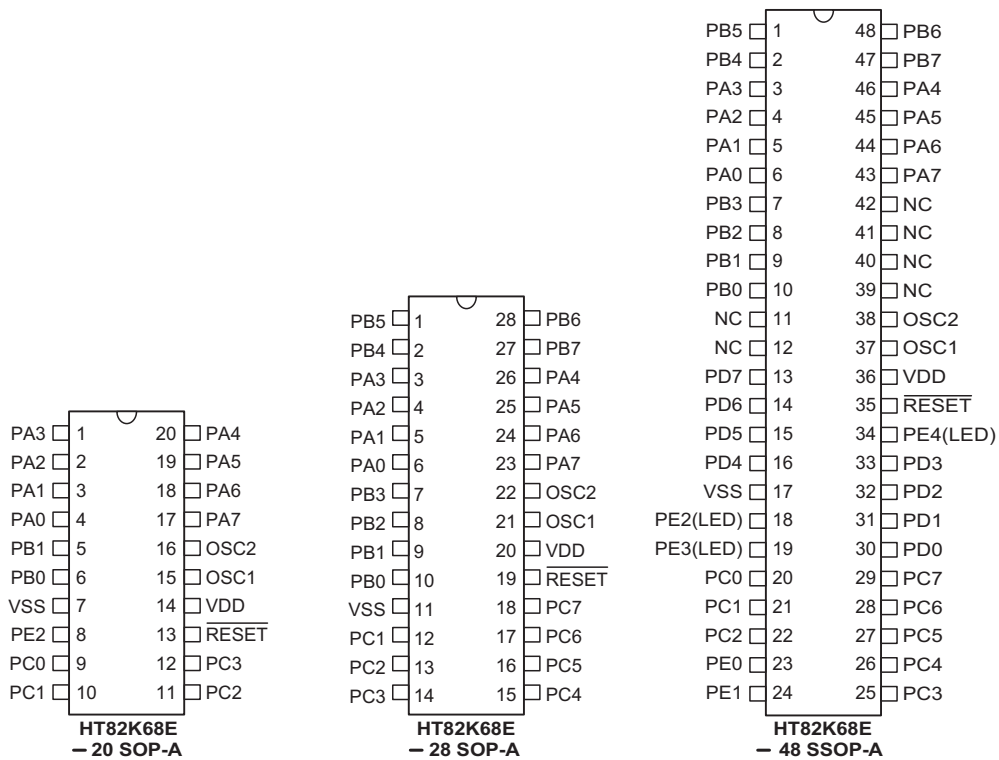 PB5 1 48 PB6
PB4 2 47 PB7
PA3 3 46 PA4
PA2 4 45 PA5
PA1 5 44 PA6
PA0 6 43 PA7
PB3 7 42 NC
PB2 8 41 NC
PB1 9 40 NC
PB0 10 39 NC
NC 11 38 OSC2
NC 12 37 OSC1
PD7 13 36 VDD
PD6 14 35 RESET
PD5 15 34 PE4(LED)
PD4 16 33 PD3
VSS 17 32 PD2
PE2(LED) 18 31 PD1
PE3(LED) 19 30 PD0
PC0 20 29 PC7
PC1 21 28 PC6
PC2 22 27 PC5
PE0 23 26 PC4
PE1 24 25 PC3
HT82K68E
– 48 SSOP-A
PB5 1 28 PB6
PB4 2 27 PB7
PA3 3 26 PA4
PA2 4 25 PA5
PA1 5 24 PA6
PA0 6 23 PA7
PB3 7 22 OSC2
PB2 8 21 OSC1
PB1 9 20 VDD
PB0 10 19 RESET
VSS 11 18 PC7
PC1 12 17 PC6
PC2 13 16 PC5
PC3 14 15 PC4
HT82K68E
– 28 SOP-A
PA3 1 20 PA4
PA2 2 19 PA5
PA1 3 18 PA6
PA0 4 17 PA7
PB1 5 16 OSC2
PB0 6 15 OSC1
VSS 7 14 VDD
PE2 8 13 RESET
PC0 9 12 PC3
PC1 10 11 PC2
HT82K68E
– 20 SOP-A